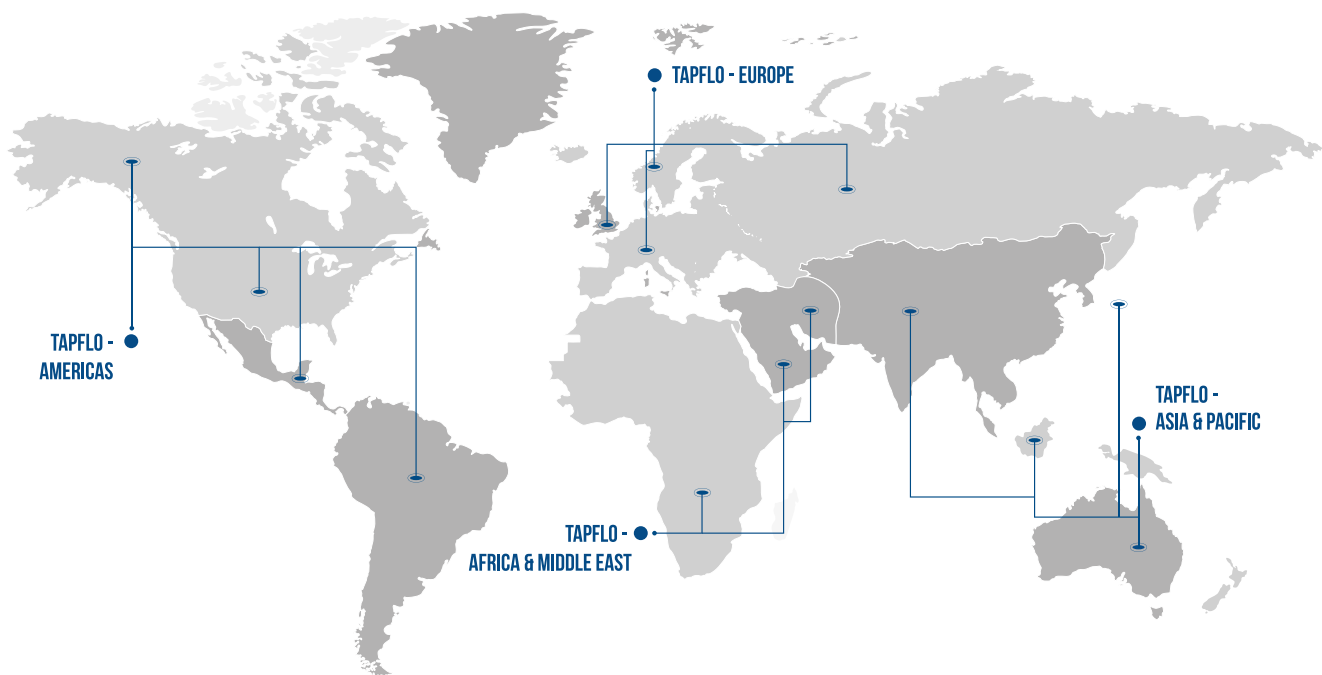 TAPFLO - EUROPE
TAPFLO -
AMERICAS
TAPFLO -
ASIA & PACIFIC
TAPFLO -
AFRICA & MIDDLE EAST